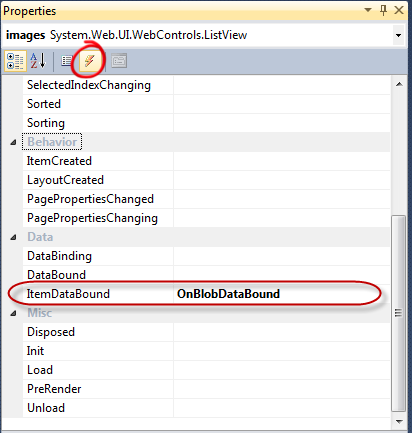 Properties
images System.Web.UI.WebControls.ListView
SelectedIndexChanging
Sorted
Sorting
Behavior
ItemCreated
LayoutCreated
PagePropertiesChanged
PagePropertiesChanging
Data
DataBinding
DataBound
ItemDataBound OnBlobDataBound
Misc
Disposed
Init
Load
PreRender
Unload